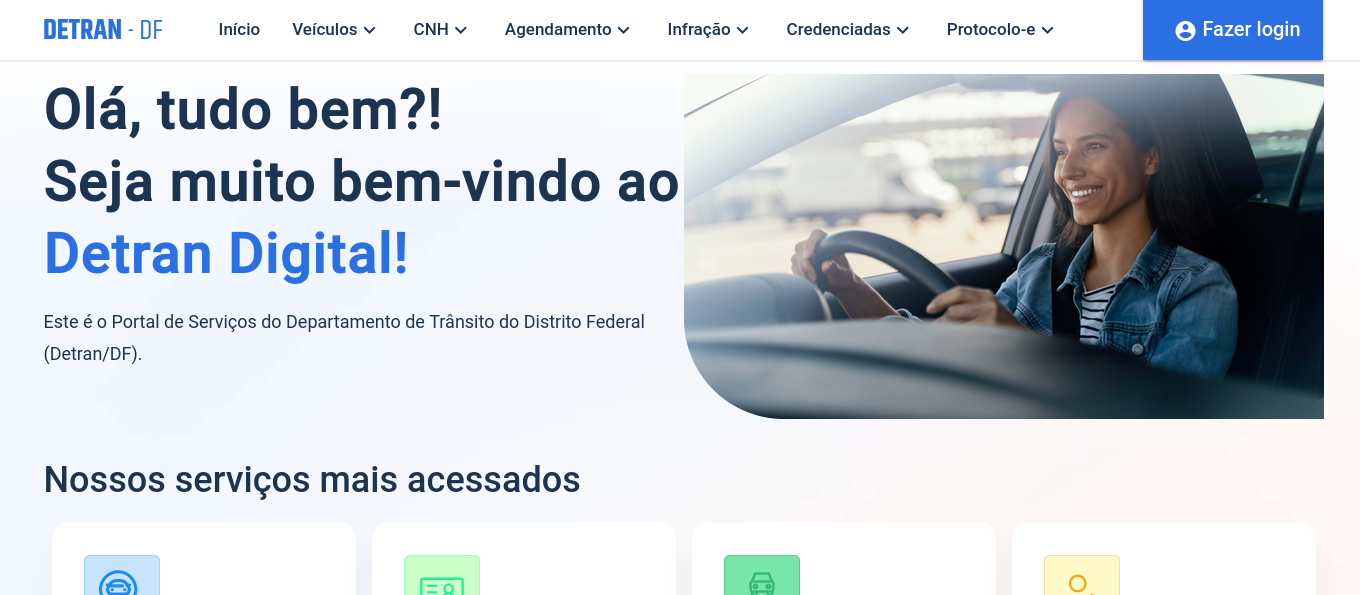 DETRAN - DF
Início
Veículos
CNH
Agendamento
Infração
Credenciadas
Protocolo-e
Fazer login
Olá, tudo bem?!
Seja muito bem-vindo ao
Detran Digital!
Este é o Portal de Serviços do Departamento de Trânsito do Distrito Federal
(Detran/DF).
Nossos serviços mais acessados